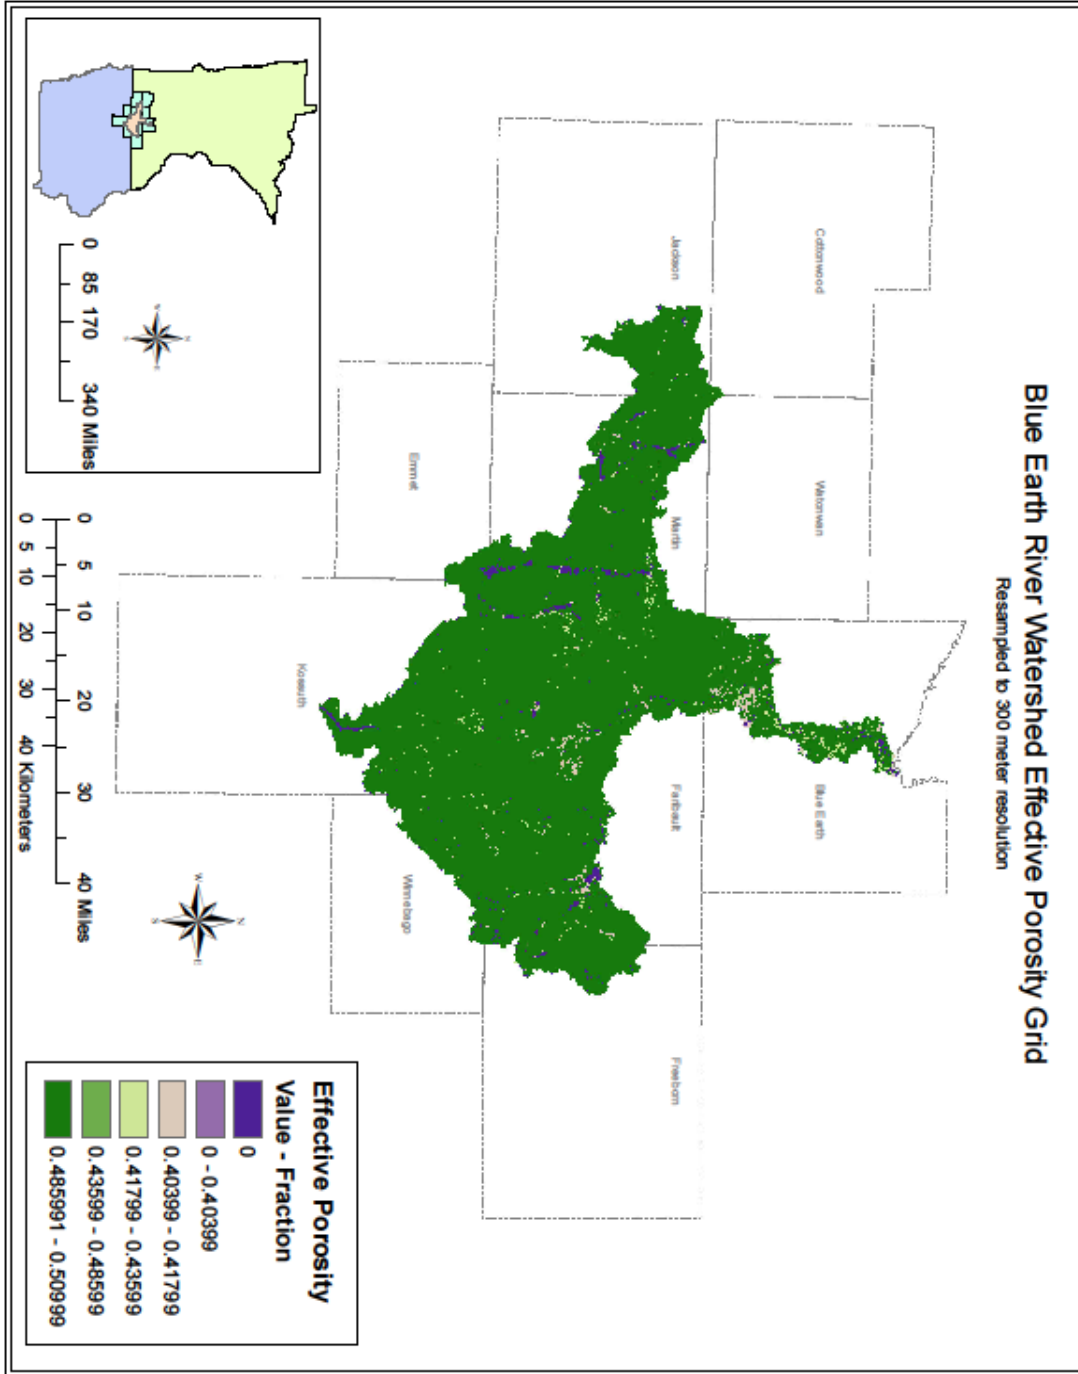 Blue Earth River Watershed Effective Porosity Grid
Resampled to 300 meter resolution
Cottonwood
Watonwan
Blue Earth
Jackson
Martin
Faribault
Freeborn
Emmet
Kossuth
Winnebago
0 85 170 340 Miles
0 5 10 20 30 40 Miles
0 5 10 20 30 40 Kilometers
N
W
E
S
Effective Porosity
Value - Fraction
0
0 - 0.40399
0.40399 - 0.41799
0.41799 - 0.43599
0.43599 - 0.48599
0.485991 - 0.50999